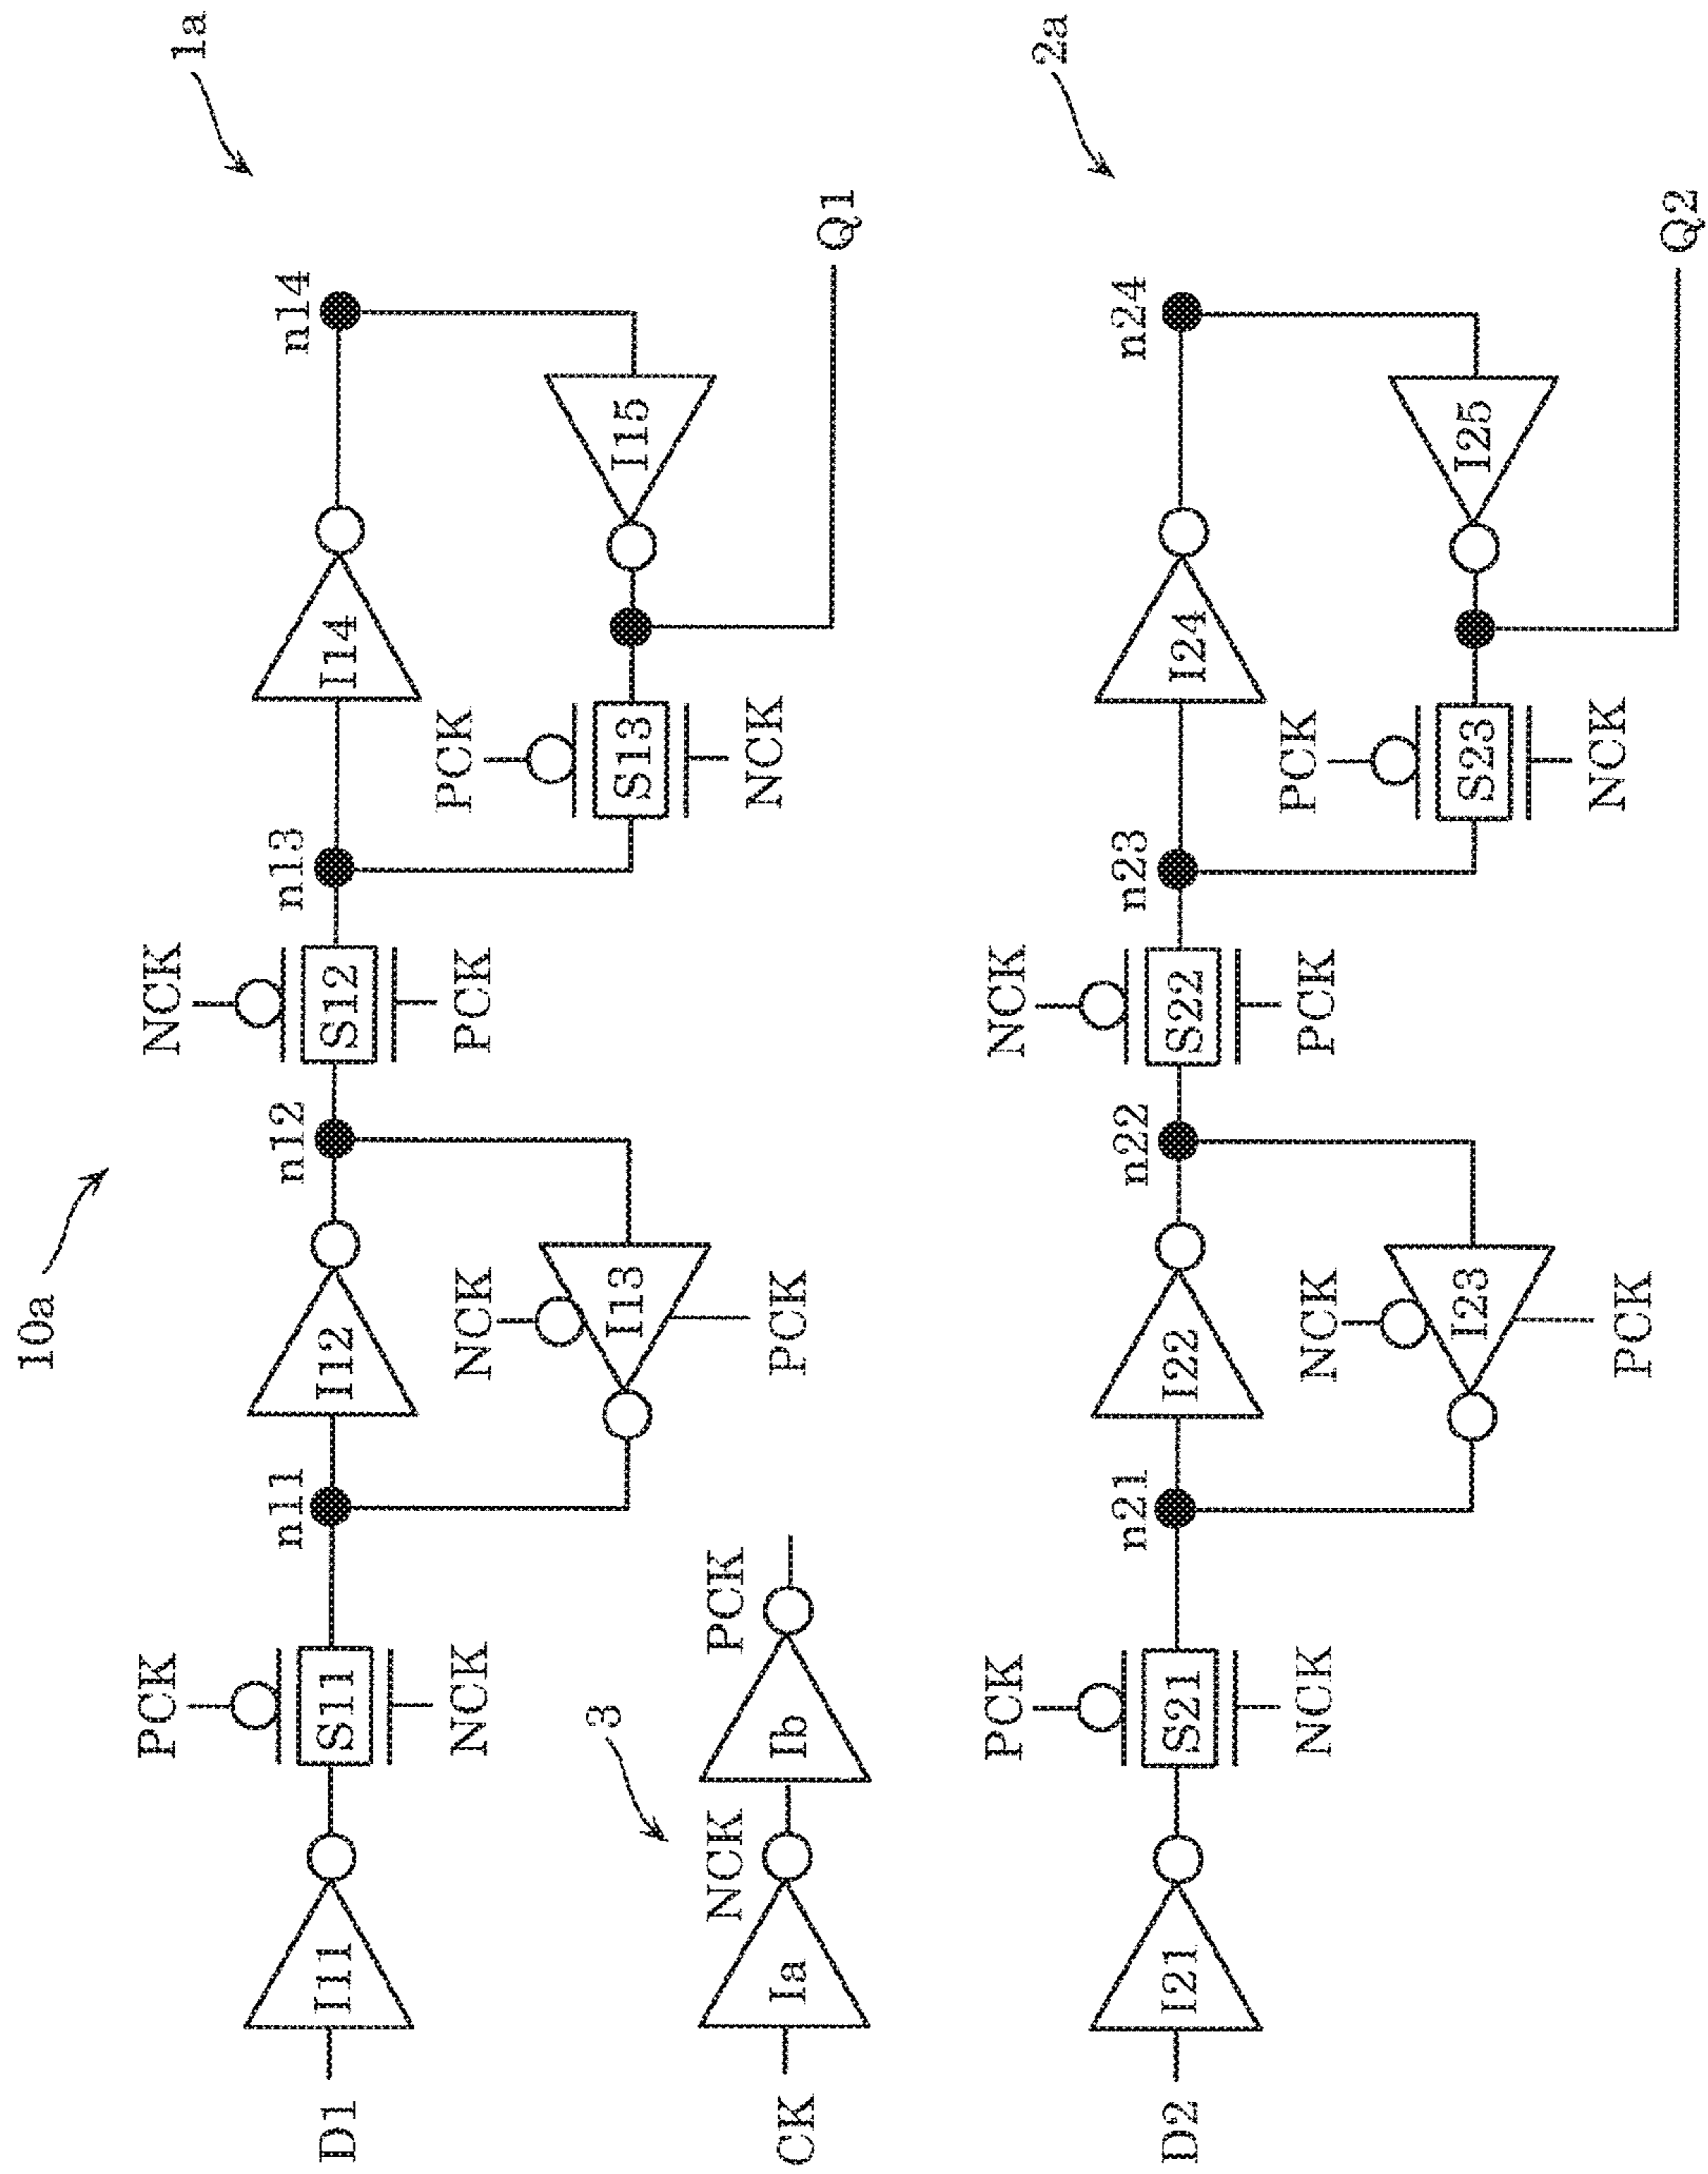 10a
1a
D1
I11
PCK
S11
NCK
n11
I12
n12
NCK
I13
PCK
NCK
S12
PCK
n13
I14
n14
PCK
S13
NCK
I15
Q1
3
CK
Ia
NCK
Ib
PCK
2a
D2
I21
PCK
S21
NCK
n21
I22
n22
NCK
I23
PCK
NCK
S22
PCK
n23
I24
n24
PCK
S23
NCK
I25
Q2